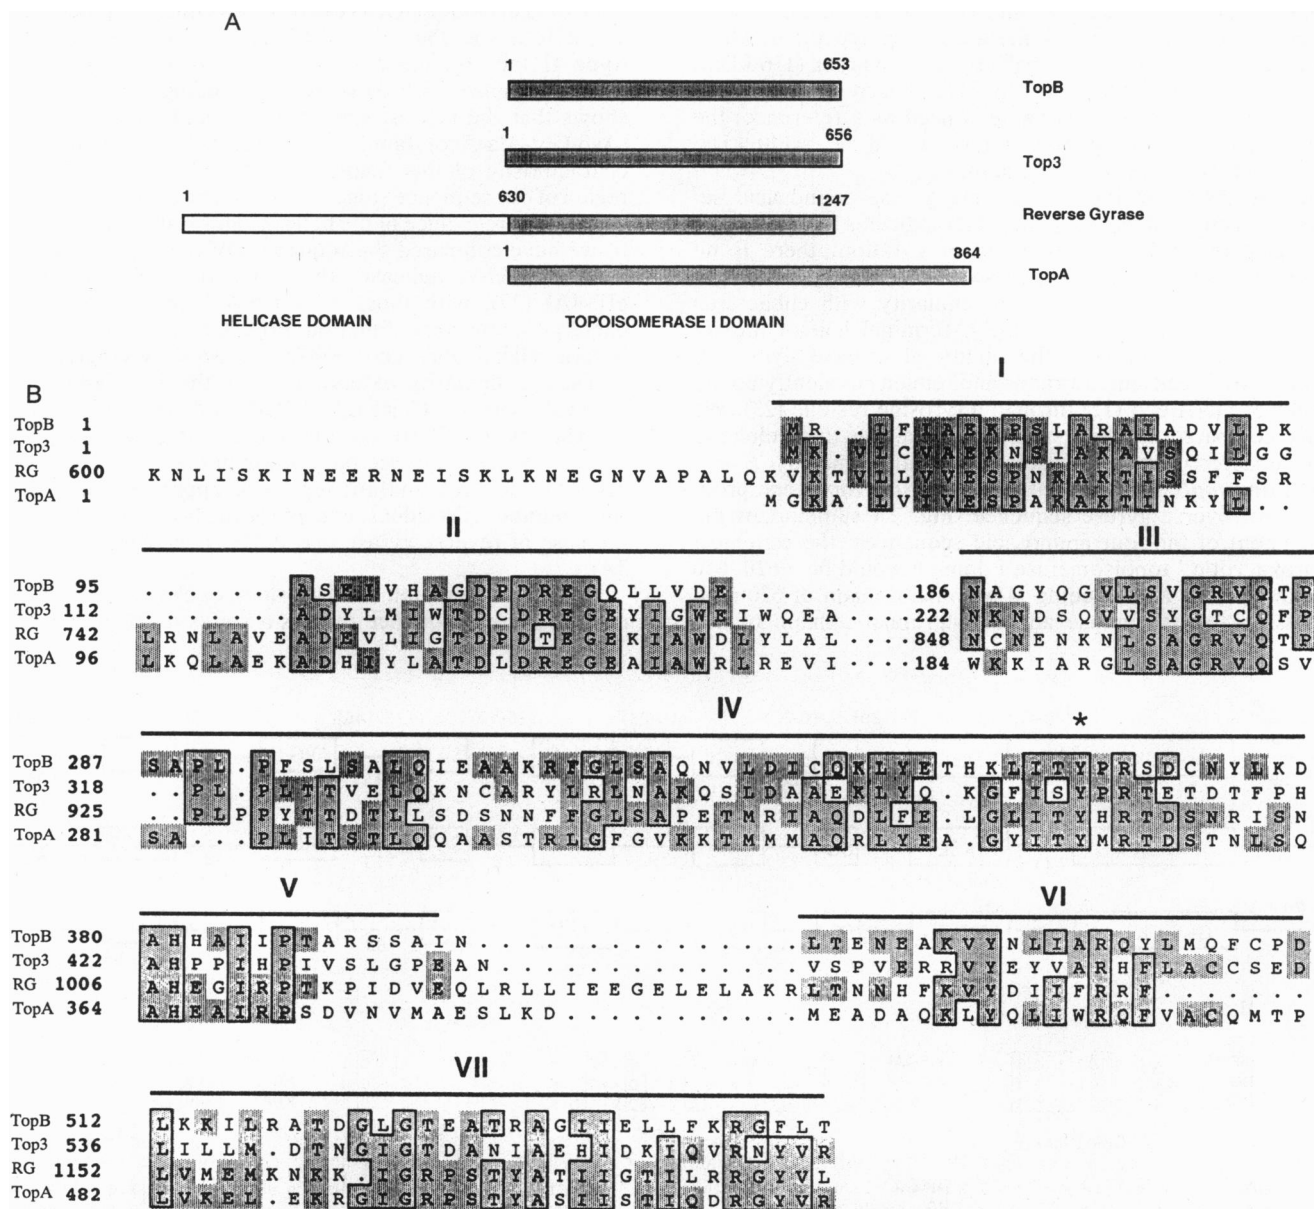 A
1 653
TopB
1 656
Top3
1 630 1247
Reverse Gyrase
1 864
TopA
HELICASE DOMAIN TOPOISOMERASE I DOMAIN
B
I
TopB 1 M R . . L F I A E K P S L A R A I A D V L P K
Top3 1 M K . V L C V A E K N S I A K A V S Q I L G G
RG 600 K N L I S K I N E E R N E I S K L K N E G N V A P A L Q K V K T V L L V V E S P N K A K T I S S F F S R
TopA 1 M G K A . L V I V E S P A K A K T I N K Y L . .
II III
TopB 95 . . . . . . . A S E I V H A G D P D R E G Q L L V D E 186 N A G Y Q G V L S V G R V Q T P
Top3 112 . . . . . . . A D Y L M I W T D C D R E G E Y I G W E I W Q E A .... 222 N K N D S Q V V S Y G T C Q F P
RG 742 L R N L A V E A D E V L I G T D P D T E G E K I A W D L Y L A L .... 848 N C N E N K N L S A G R V Q T P
TopA 96 L K Q L A E K A D H I Y L A T D L D R E G E A I A W R L R E V I .... 184 W K K I A R G L S A G R V Q S V
IV *
TopB 287 S A P L . P F S L S A L Q I E A A K R F G L S A Q N V L D I C Q K L Y E T H K L I T Y P R S D C N Y L K D
Top3 318 . . P L . P L T T V E L Q K N C A R Y L R L N A K Q S L D A A E K L Y Q . K G F I S Y P R T E T D T F P H
RG 925 . . P L P P Y T T D T L L S D S N N F F G L S A P E T M R I A Q D L F E . L G L I T Y H R T D S N R I S N
TopA 281 S A . . . P L I T S T L Q Q A A S T R L G F G V K K T M M M A Q R L Y E A . G Y I T Y M R T D S T N L S Q
V VI
TopB 380 A H H A I I P T A R S S A I N . . . . . . . . . . . . . . . L T E N E A K V Y N L I A R Q Y L M Q F C P D
Top3 422 A H P P I H P I V S L G P E A N . . . . . . . . . . . . . . V S P V E R R V Y E Y V A R H F L A C C S E D
RG 1006 A H E G I R P T K P I D V E Q L R L L I E E G E L E L A K R L T N N H F K V Y D I I F R R F . . . . . . .
TopA 364 A H E A I R P S D V N V M A E S L K D . . . . . . . . . . . M E A D A Q K L Y Q L I W R Q F V A C Q M T P
VII
TopB 512 L K K I L R A T D G L G T E A T R A G I I E L L F K R G F L T
Top3 536 L I L L M . D T N G I G T D A N I A E H I D K I Q V R N Y V R
RG 1152 L V M E M K N K K . I G R P S T Y A T I I G T I L R R G Y V L
TopA 482 L V K E L . E K R G I G R P S T Y A S I I S T I Q D R G Y V R